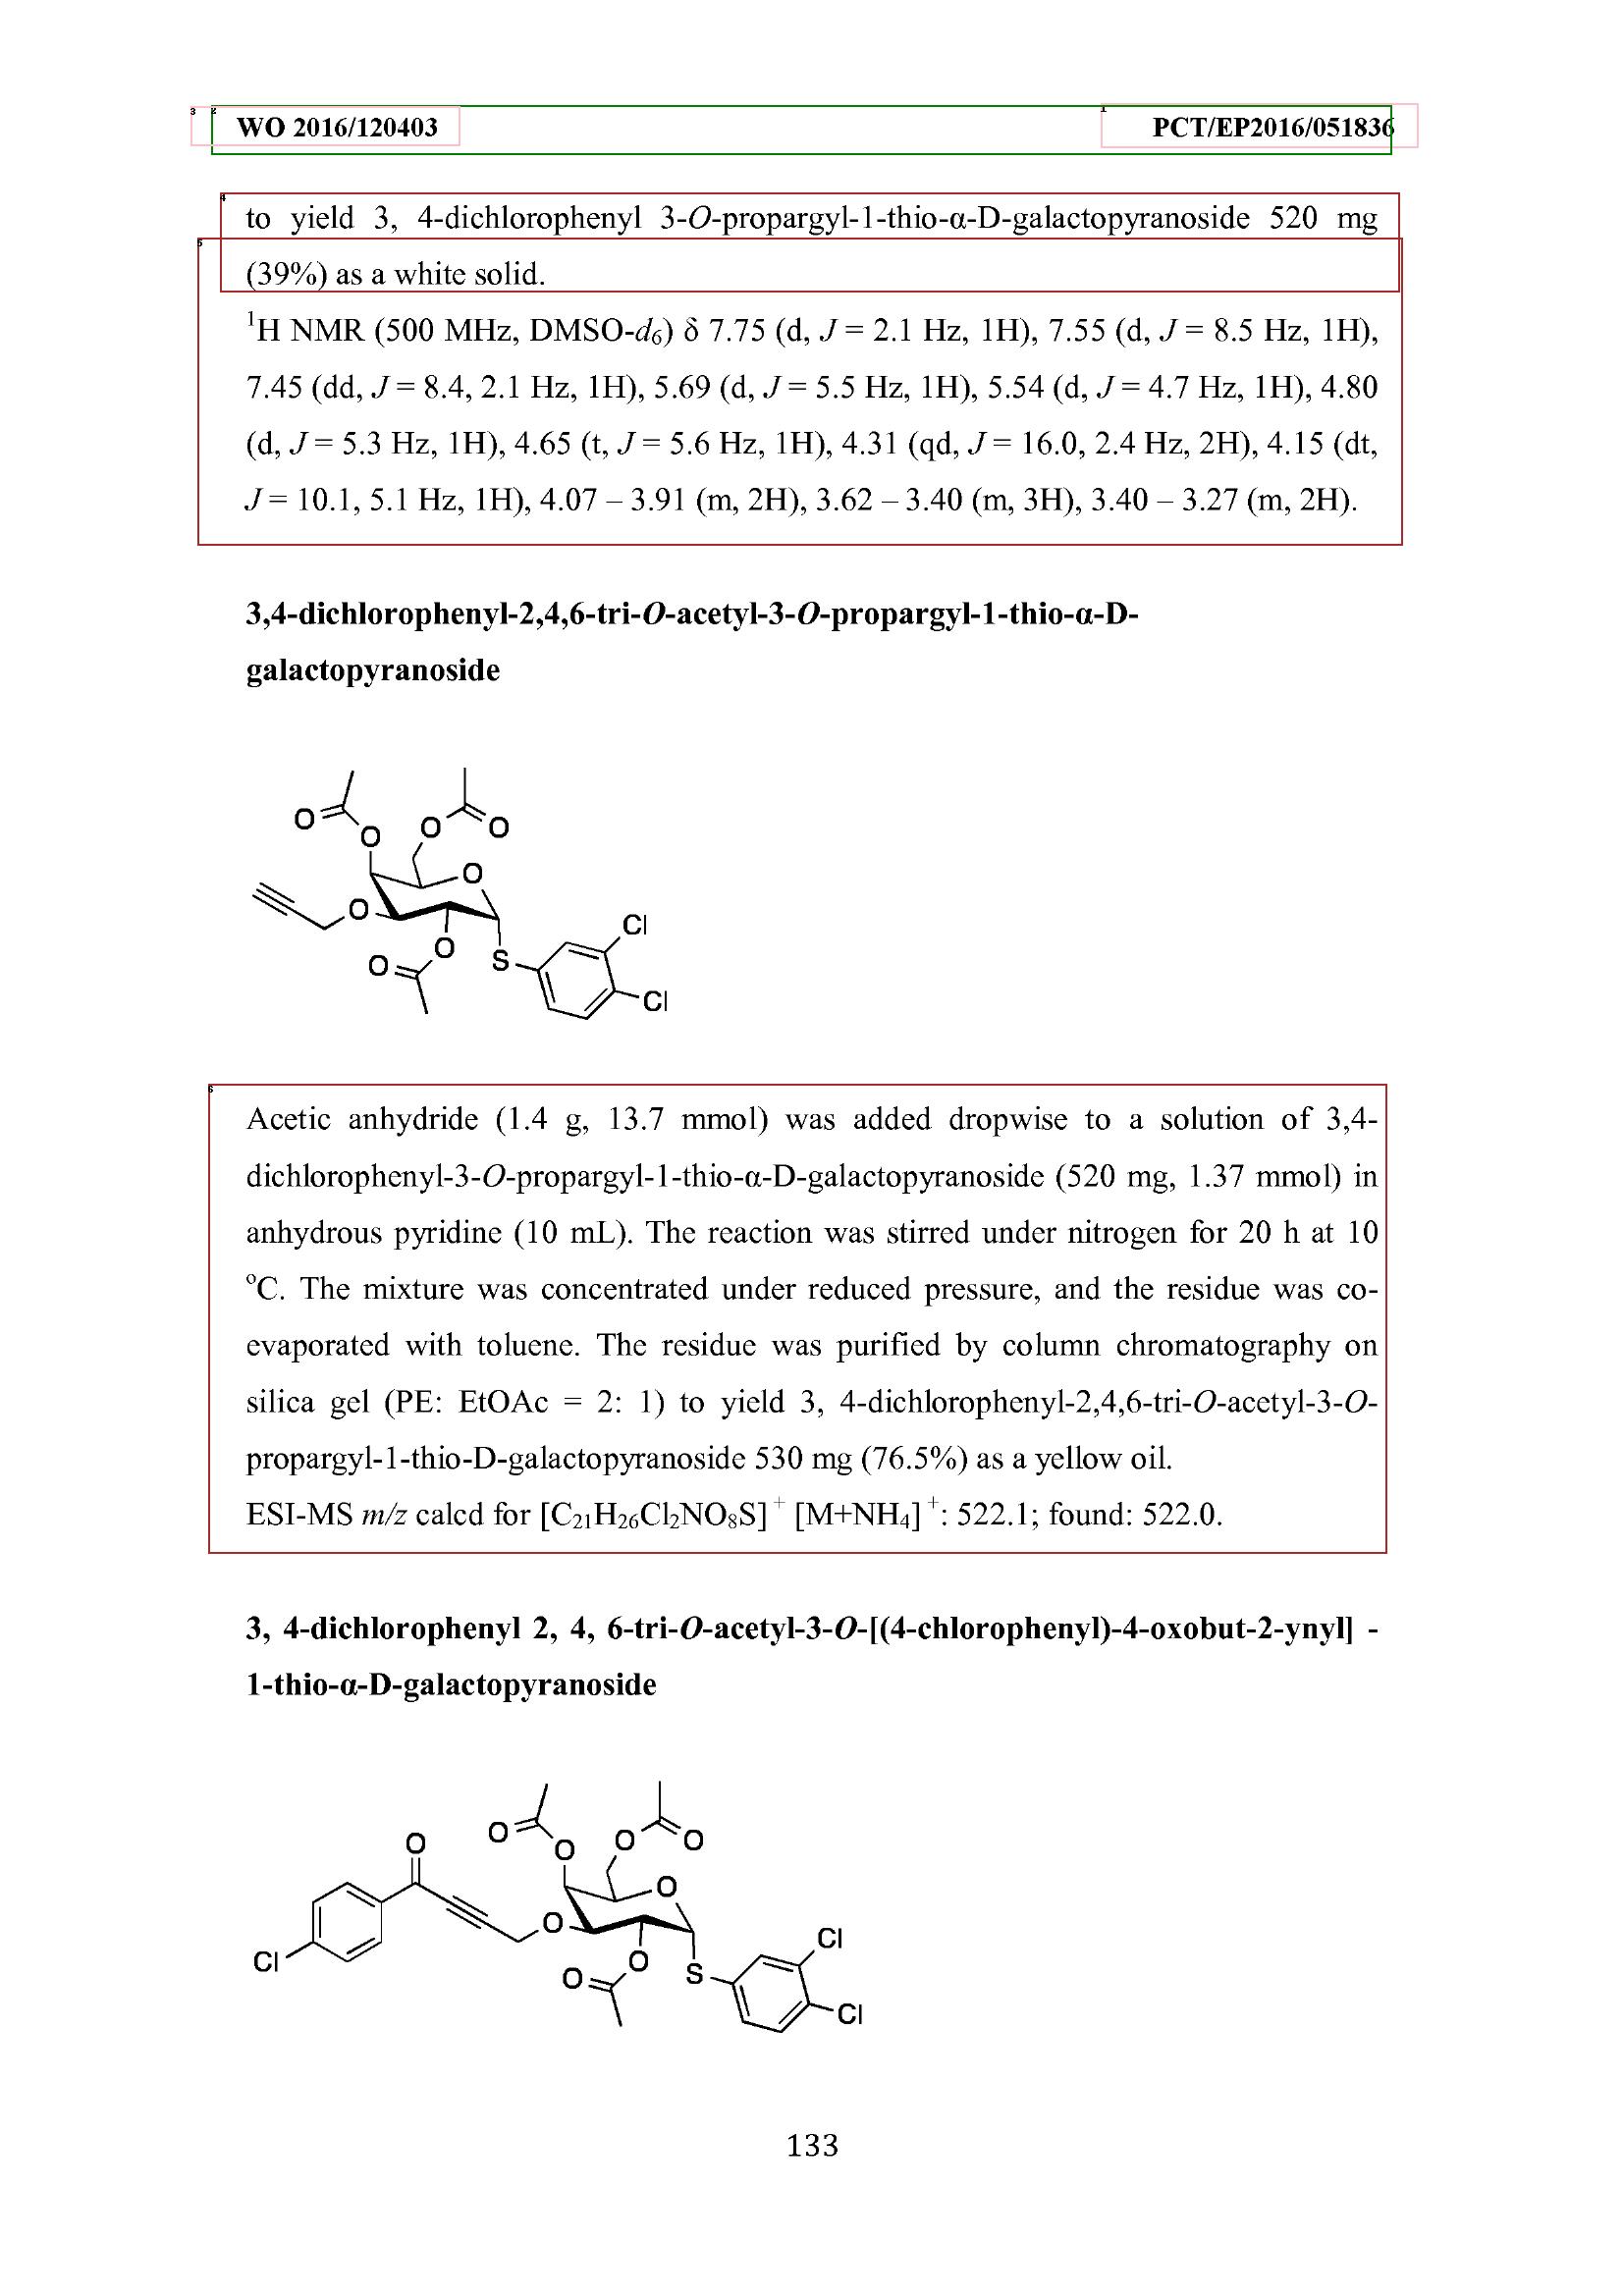 WO 2016/120403 PCT/EP2016/051836
to yield 3, 4-dichlorophenyl 3-O-propargyl-1-thio-α-D-galactopyranoside 520 mg
(39%) as a white solid.
¹H NMR (500 MHz, DMSO-d₆) δ 7.75 (d, J = 2.1 Hz, 1H), 7.55 (d, J = 8.5 Hz, 1H),
7.45 (dd, J = 8.4, 2.1 Hz, 1H), 5.69 (d, J = 5.5 Hz, 1H), 5.54 (d, J = 4.7 Hz, 1H), 4.80
(d, J = 5.3 Hz, 1H), 4.65 (t, J = 5.6 Hz, 1H), 4.31 (qd, J = 16.0, 2.4 Hz, 2H), 4.15 (dt,
J = 10.1, 5.1 Hz, 1H), 4.07 – 3.91 (m, 2H), 3.62 – 3.40 (m, 3H), 3.40 – 3.27 (m, 2H).
3,4-dichlorophenyl-2,4,6-tri-O-acetyl-3-O-propargyl-1-thio-α-D-
galactopyranoside
O O O O
O
O
O O S Cl
Cl
Acetic anhydride (1.4 g, 13.7 mmol) was added dropwise to a solution of 3,4-
dichlorophenyl-3-O-propargyl-1-thio-α-D-galactopyranoside (520 mg, 1.37 mmol) in
anhydrous pyridine (10 mL). The reaction was stirred under nitrogen for 20 h at 10
°C. The mixture was concentrated under reduced pressure, and the residue was co-
evaporated with toluene. The residue was purified by column chromatography on
silica gel (PE: EtOAc = 2: 1) to yield 3, 4-dichlorophenyl-2,4,6-tri-O-acetyl-3-O-
propargyl-1-thio-D-galactopyranoside 530 mg (76.5%) as a yellow oil.
ESI-MS m/z calcd for [C₂₁H₂₆Cl₂NO₈S]⁺ [M+NH₄]⁺: 522.1; found: 522.0.
3, 4-dichlorophenyl 2, 4, 6-tri-O-acetyl-3-O-[(4-chlorophenyl)-4-oxobut-2-ynyl] -
1-thio-α-D-galactopyranoside
O O O O O
O
O
Cl O O S Cl
Cl
133